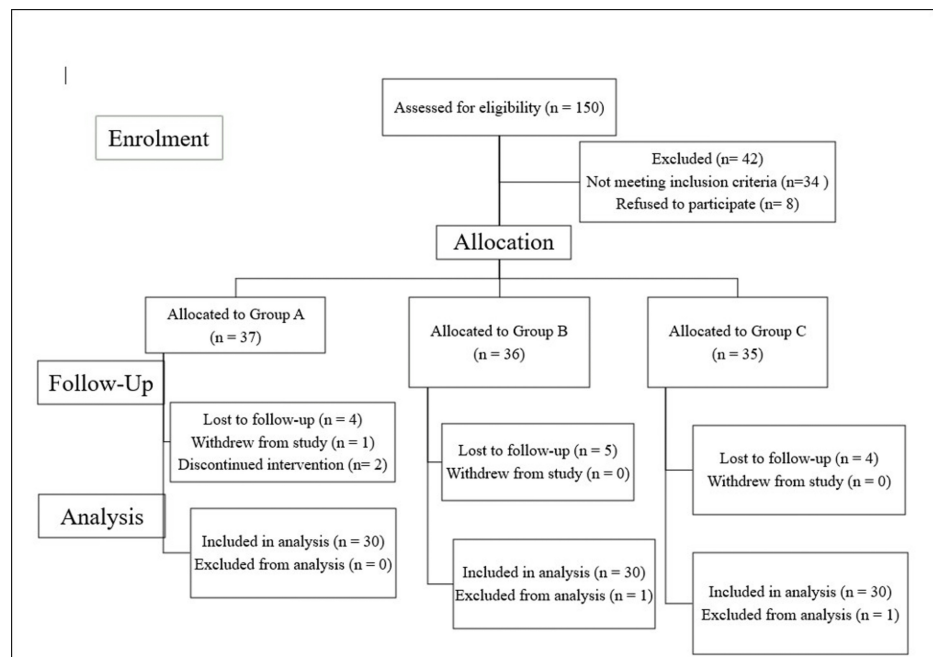 Assessed for eligibility (n = 150)
Enrolment
Excluded (n= 42)
Not meeting inclusion criteria (n=34 )
Refused to participate (n= 8)
Allocation
Allocated to Group A
(n = 37)
Allocated to Group B
(n = 36)
Allocated to Group C
(n = 35)
Follow-Up
Lost to follow-up (n = 4)
Withdrew from study (n = 1)
Discontinued intervention (n= 2)
Lost to follow-up (n = 5)
Withdrew from study (n = 0)
Lost to follow-up (n = 4)
Withdrew from study (n = 0)
Analysis
Included in analysis (n = 30)
Excluded from analysis (n = 0)
Included in analysis (n = 30)
Excluded from analysis (n = 1)
Included in analysis (n = 30)
Excluded from analysis (n = 1)